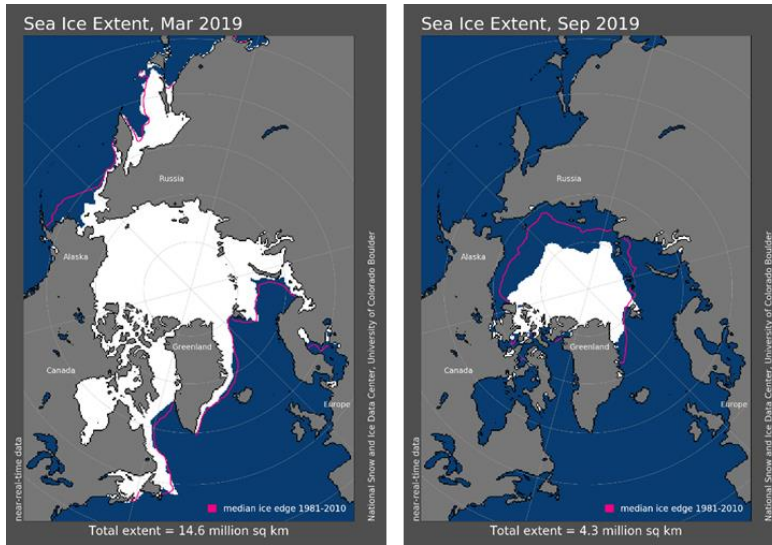 Sea Ice Extent, Mar 2019
Russia
Alaska
Greenland
Canada
Europe
near-real-time data
National Snow and Ice Data Center, University of Colorado Boulder
median ice edge 1981-2010
Total extent = 14.6 million sq km
Sea Ice Extent, Sep 2019
Russia
Alaska
Greenland
Canada
Europe
near-real-time data
National Snow and Ice Data Center, University of Colorado Boulder
median ice edge 1981-2010
Total extent = 4.3 million sq km